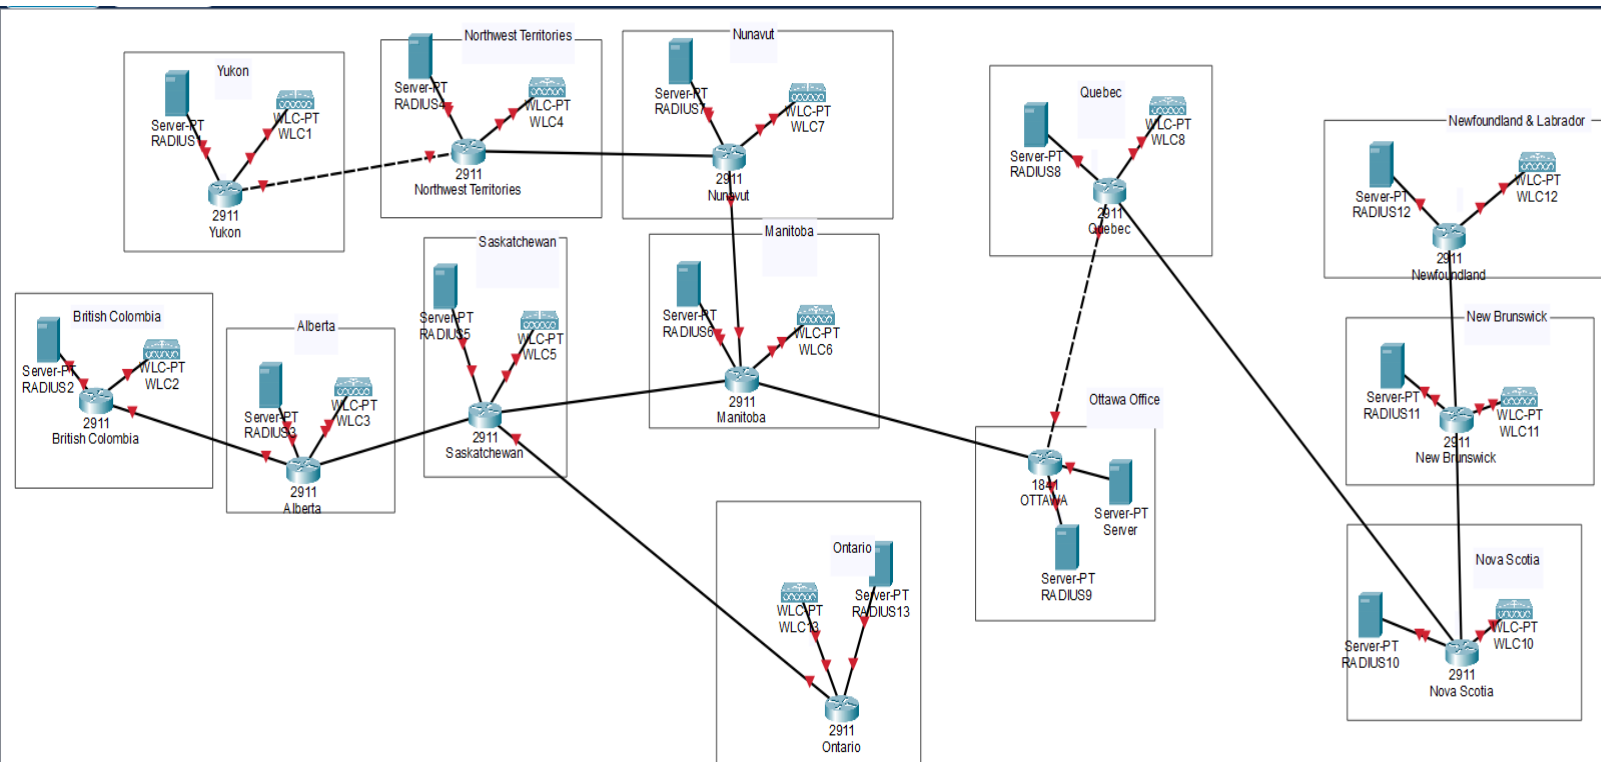 Yukon
Server-PT
RADIUS1
WLC-PT
WLC1
2911
Yukon
Northwest Territories
Server-PT
RADIUS4
WLC-PT
WLC4
2911
Northwest Territories
Nunavut
Server-PT
RADIUS7
WLC-PT
WLC7
2911
Nunavut
Quebec
Server-PT
RADIUS8
WLC-PT
WLC8
2911
Quebec
Newfoundland & Labrador
Server-PT
RADIUS12
WLC-PT
WLC12
2911
Newfoundland
British Colombia
Server-PT
RADIUS2
WLC-PT
WLC2
2911
British Colombia
Alberta
Server-PT
RADIUS3
WLC-PT
WLC3
2911
Alberta
Saskatchewan
Server-PT
RADIUS5
WLC-PT
WLC5
2911
Saskatchewan
Manitoba
Server-PT
RADIUS6
WLC-PT
WLC6
2911
Manitoba
Ottawa Office
1841
OTTAWA
Server-PT
Server
Server-PT
RADIUS9
New Brunswick
Server-PT
RADIUS11
WLC-PT
WLC11
2911
New Brunswick
Ontario
WLC-PT
WLC13
Server-PT
RADIUS13
2911
Ontario
Nova Scotia
Server-PT
RADIUS10
WLC-PT
WLC10
2911
Nova Scotia